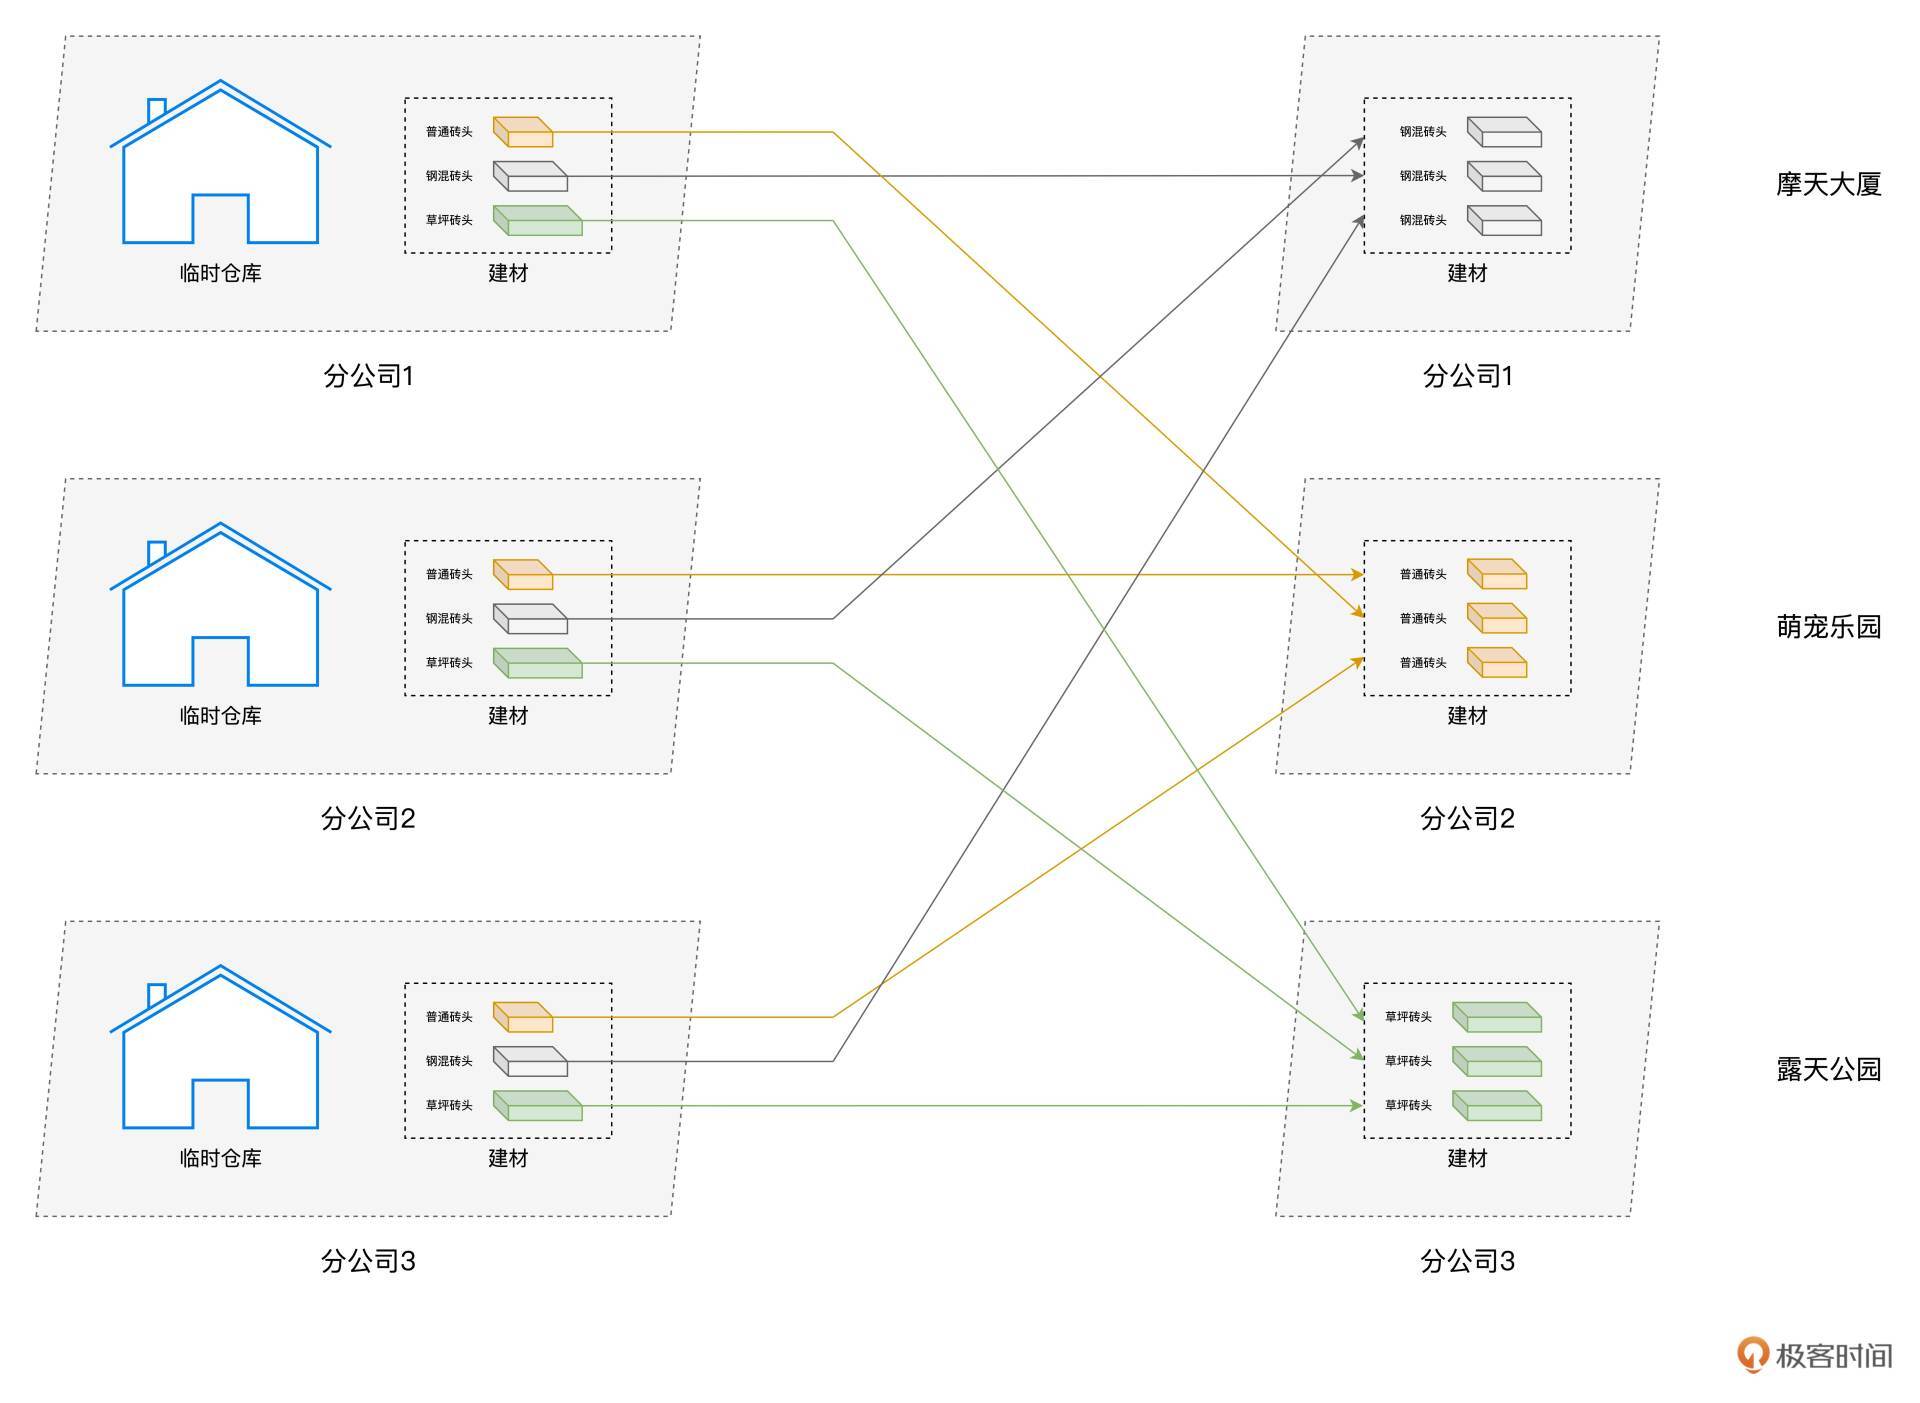 普通砖头
钢混砖头
草坪砖头
临时仓库
建材
分公司1
钢混砖头
钢混砖头
钢混砖头
建材
分公司1
摩天大厦
普通砖头
钢混砖头
草坪砖头
临时仓库
建材
分公司2
普通砖头
普通砖头
普通砖头
建材
分公司2
萌宠乐园
普通砖头
钢混砖头
草坪砖头
临时仓库
建材
分公司3
草坪砖头
草坪砖头
草坪砖头
建材
分公司3
露天公园
极客时间